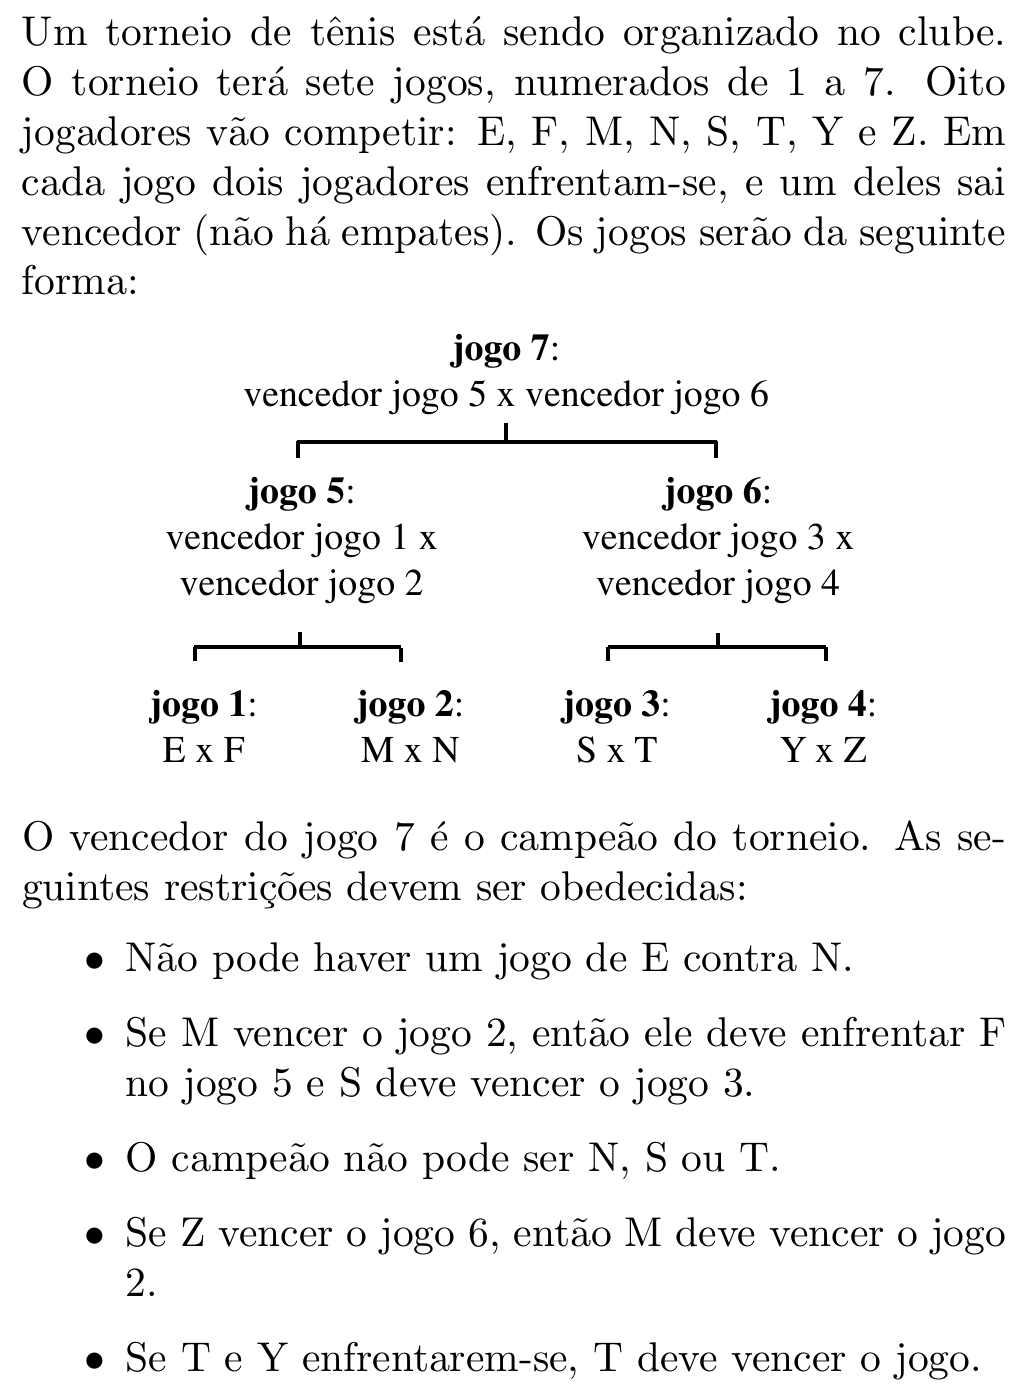 Um torneio de tênis está sendo organizado no clube.
O torneio terá sete jogos, numerados de 1 a 7. Oito
jogadores vão competir: E, F, M, N, S, T, Y e Z. Em
cada jogo dois jogadores enfrentam-se, e um deles sai
vencedor (não há empates). Os jogos serão da seguinte
forma:
jogo 7:
vencedor jogo 5 x vencedor jogo 6
jogo 5:
vencedor jogo 1 x
vencedor jogo 2
jogo 6:
vencedor jogo 3 x
vencedor jogo 4
jogo 1:
E x F
jogo 2:
M x N
jogo 3:
S x T
jogo 4:
Y x Z
O vencedor do jogo 7 é o campeão do torneio. As se-
guintes restrições devem ser obedecidas:
• Não pode haver um jogo de E contra N.
• Se M vencer o jogo 2, então ele deve enfrentar F
no jogo 5 e S deve vencer o jogo 3.
• O campeão não pode ser N, S ou T.
• Se Z vencer o jogo 6, então M deve vencer o jogo
2.
• Se T e Y enfrentarem-se, T deve vencer o jogo.